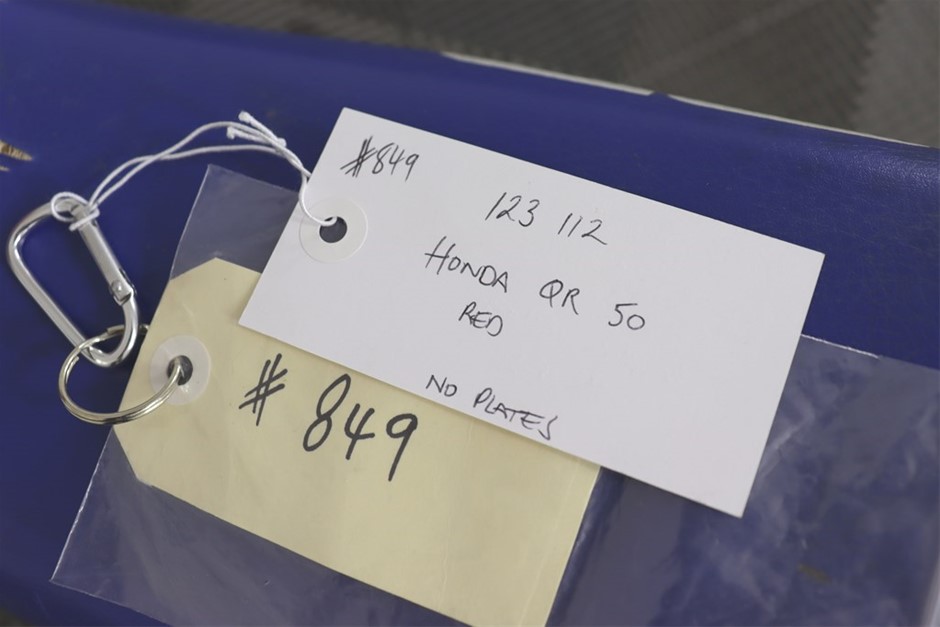 #849
123 112
HONDA QR 50
RED
NO PLATES
# 849